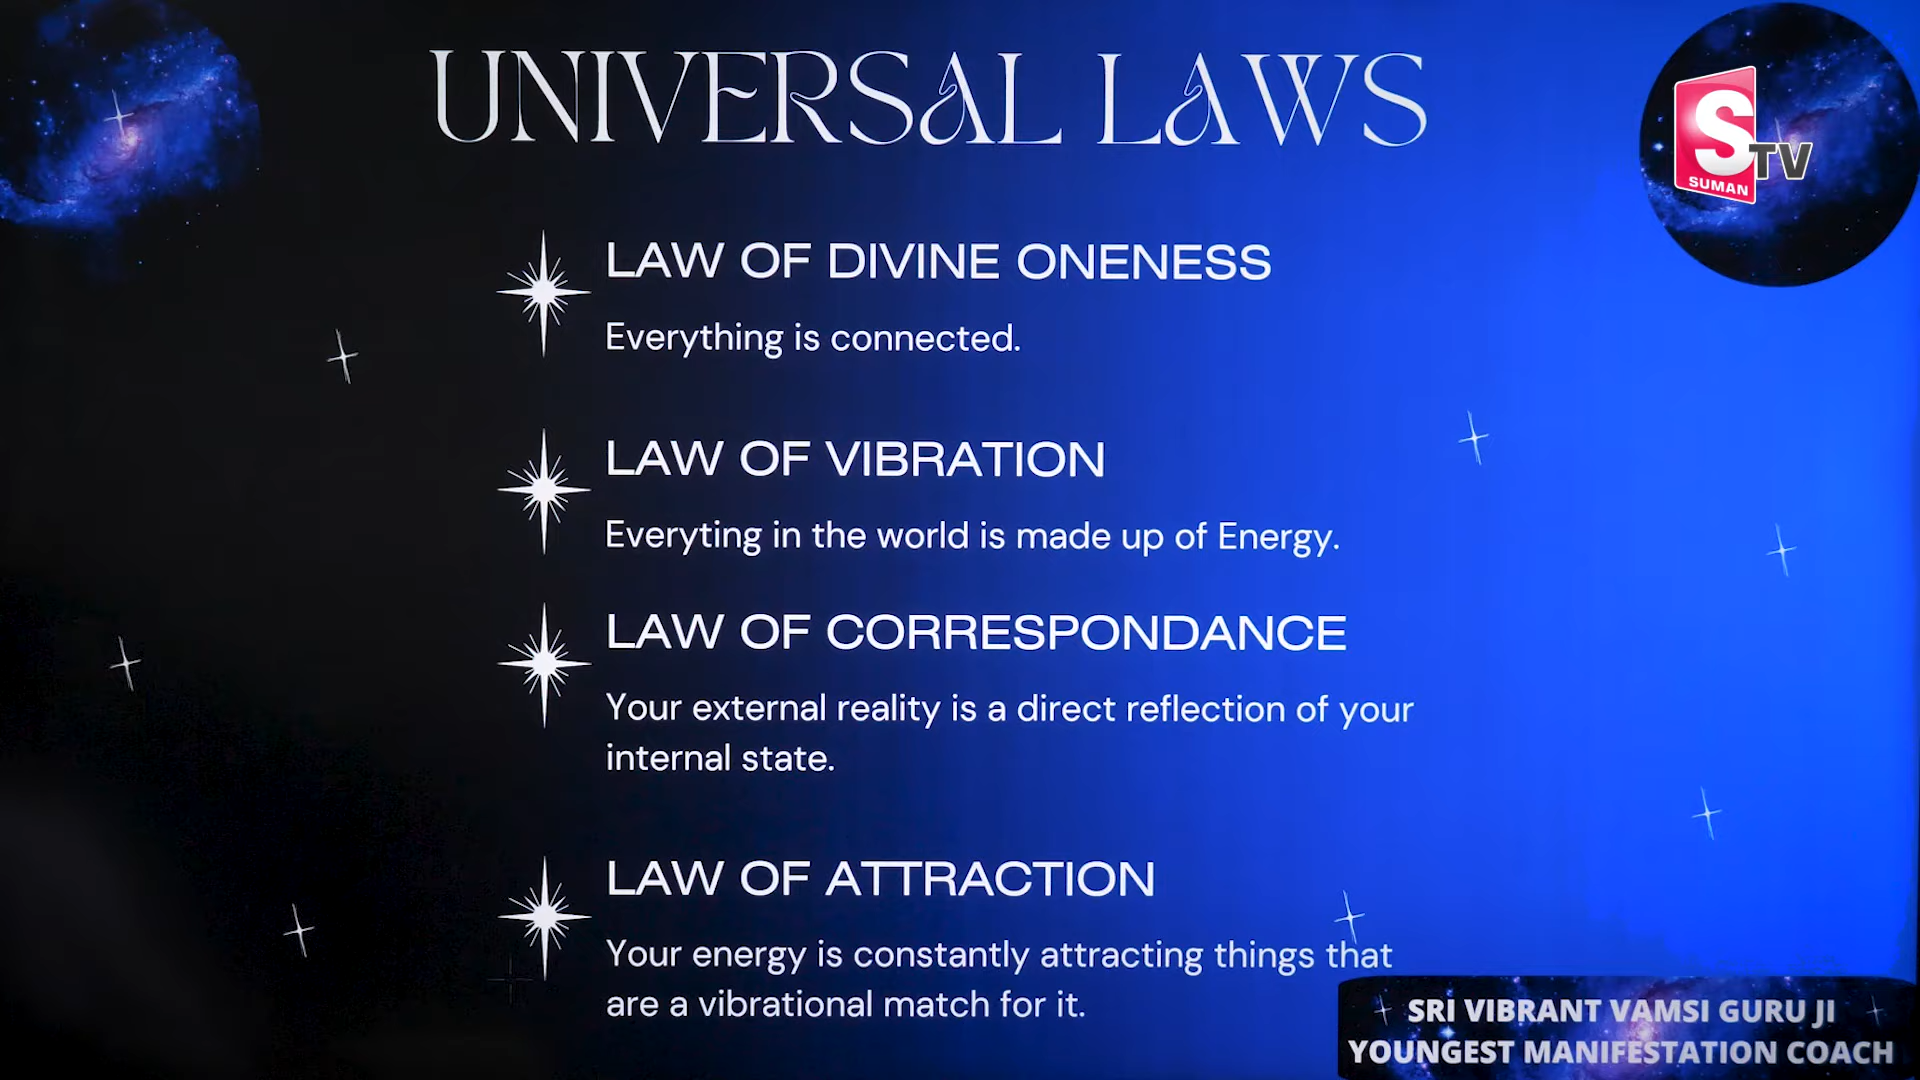 UNIVERSAL LAWS
S
TV
SUMAN
LAW OF DIVINE ONENESS
Everything is connected.
LAW OF VIBRATION
Everyting in the world is made up of Energy.
LAW OF CORRESPONDANCE
Your external reality is a direct reflection of your
internal state.
LAW OF ATTRACTION
Your energy is constantly attracting things that
are a vibrational match for it.
SRI VIBRANT VAMSI GURU JI
YOUNGEST MANIFESTATION COACH